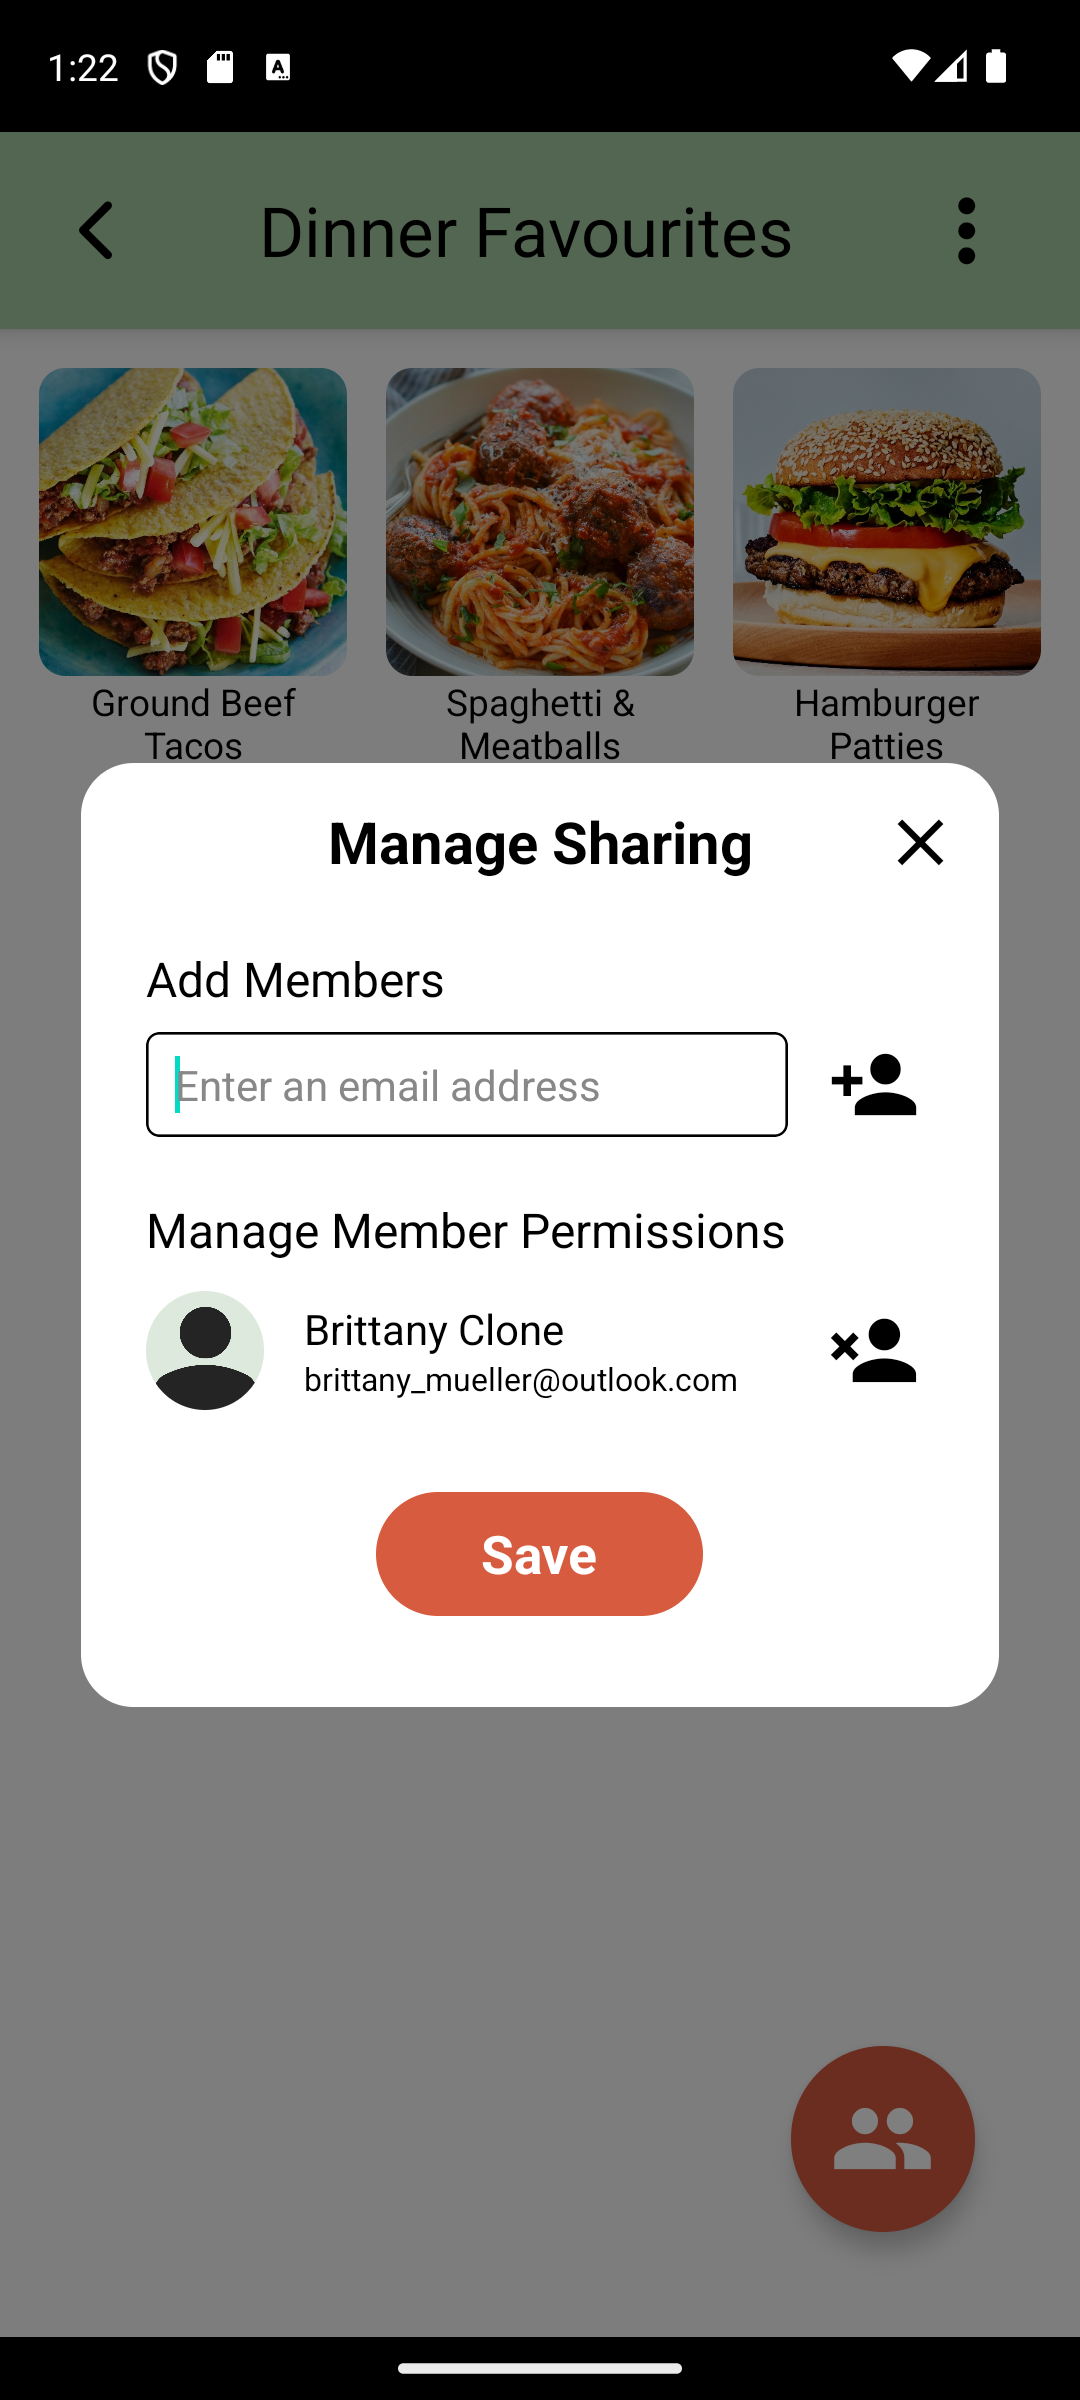 1:22
Dinner Favourites
Ground Beef
Tacos
Spaghetti &
Meatballs
Hamburger
Patties
Manage Sharing
Add Members
Enter an email address
Manage Member Permissions
Brittany Clone
brittany_mueller@outlook.com
Save